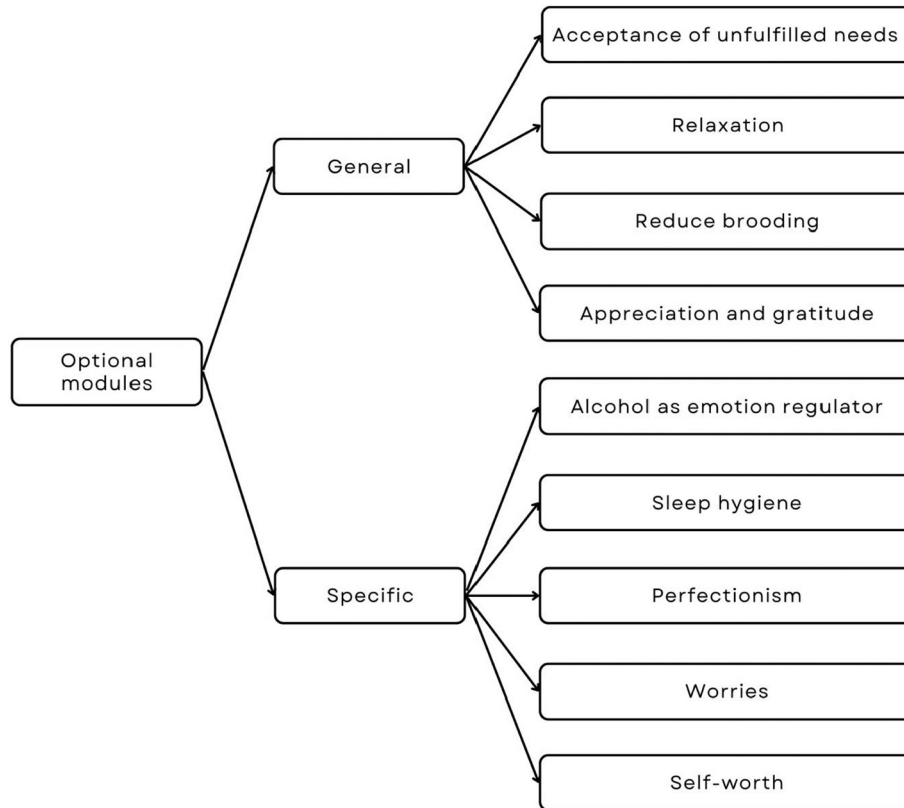 Optional
modules
General
Acceptance of unfulfilled needs
Relaxation
Reduce brooding
Appreciation and gratitude
Specific
Alcohol as emotion regulator
Sleep hygiene
Perfectionism
Worries
Self-worth